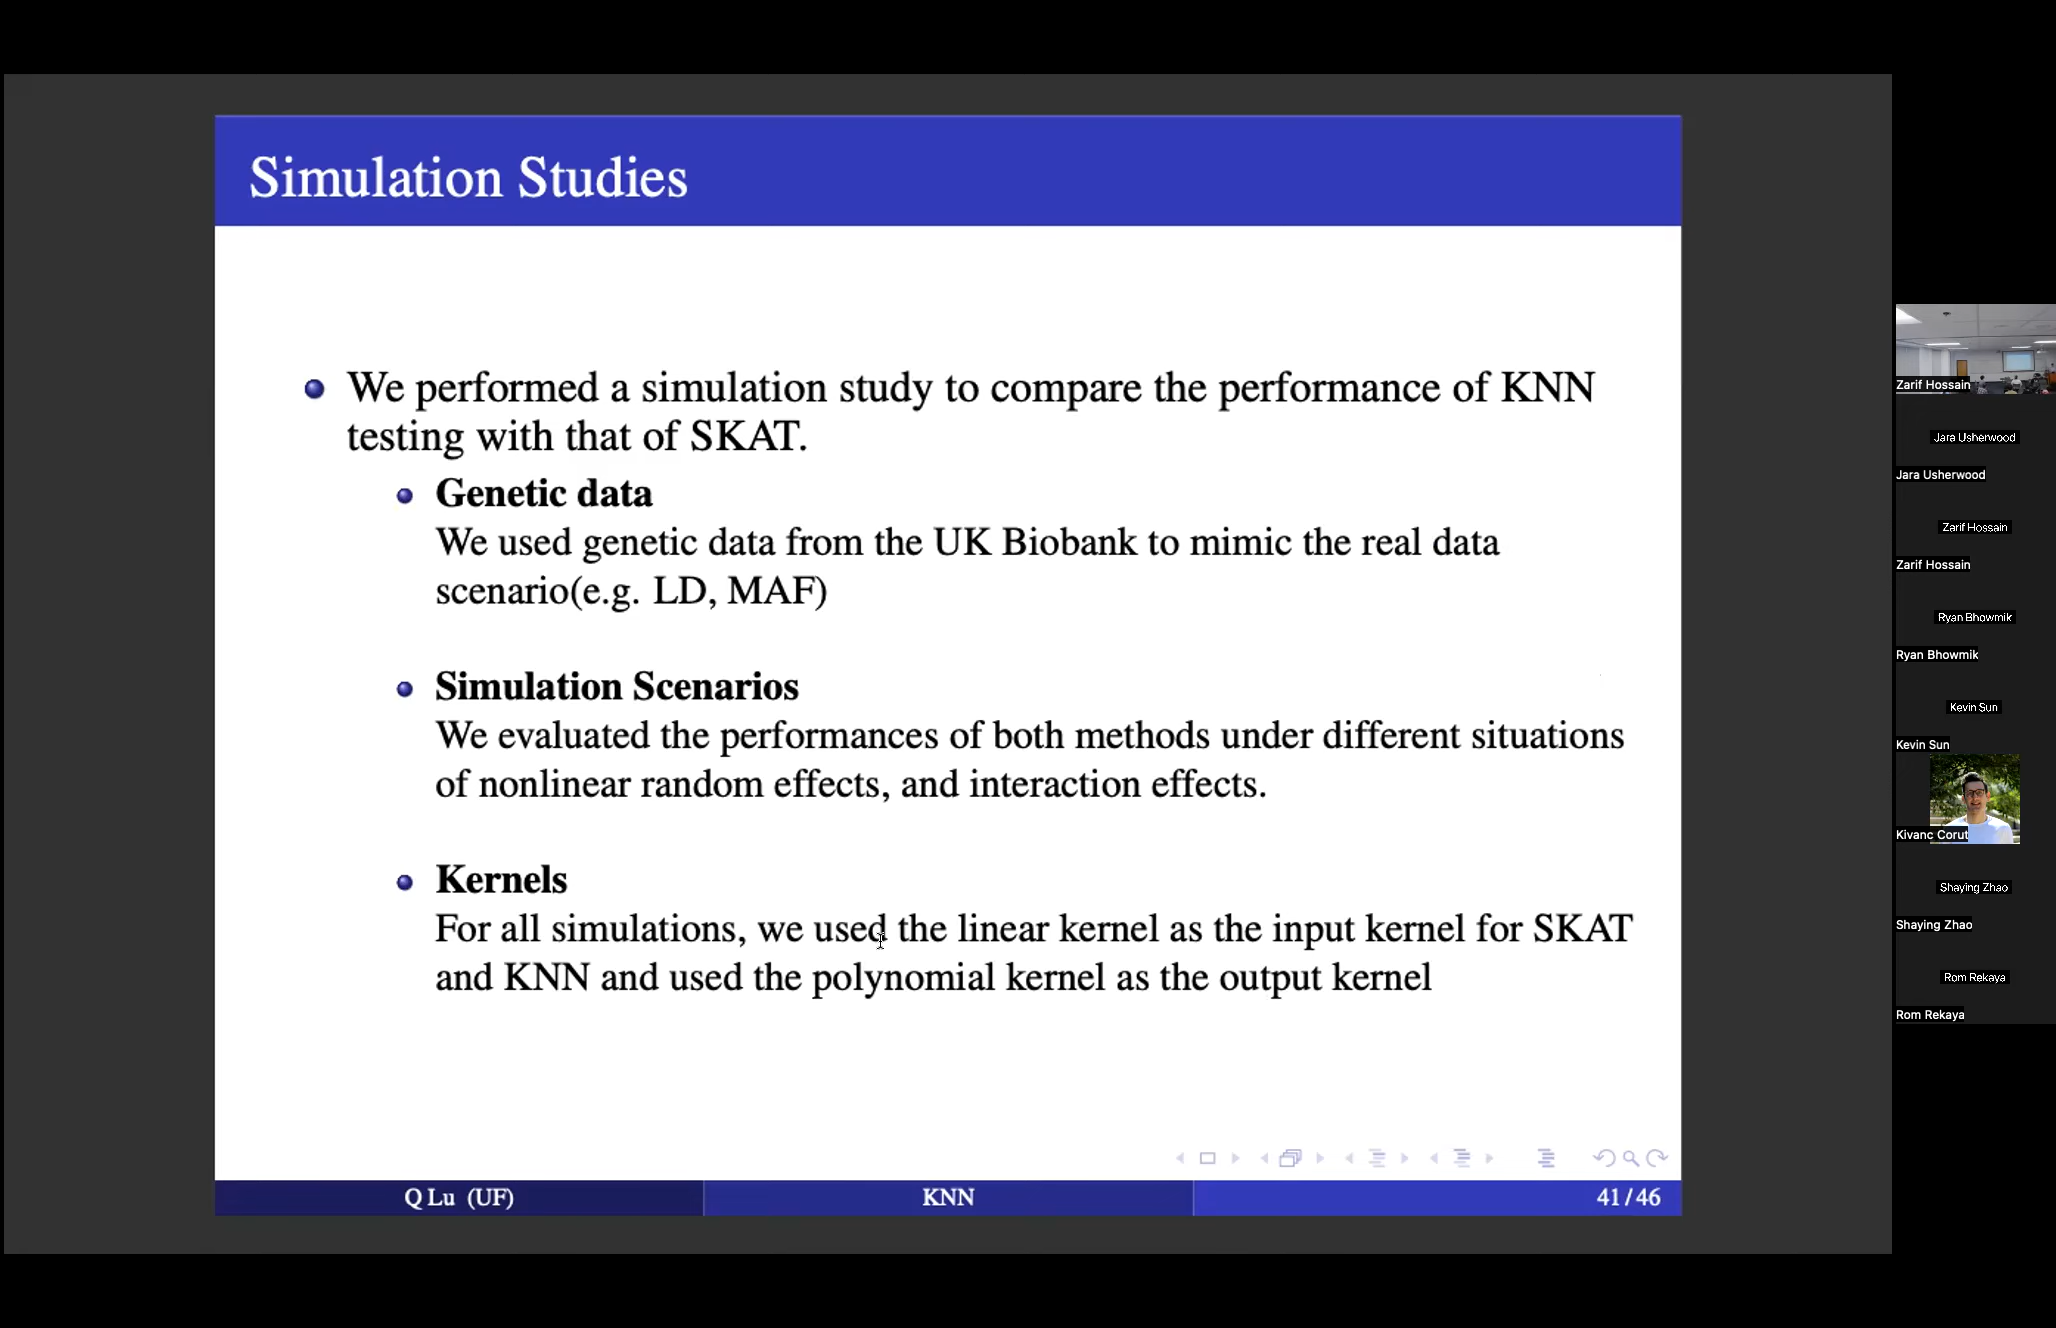 Simulation Studies
We performed a simulation study to compare the performance of KNN
testing with that of SKAT.
Genetic data
We used genetic data from the UK Biobank to mimic the real data
scenario(e.g. LD, MAF)
Simulation Scenarios
We evaluated the performances of both methods under different situations
of nonlinear random effects, and interaction effects.
Kernels
For all simulations, we used the linear kernel as the input kernel for SKAT
and KNN and used the polynomial kernel as the output kernel
Q Lu (UF)
KNN
41 / 46
Zarif Hossain
Jara Usherwood
Jara Usherwood
Zarif Hossain
Zarif Hossain
Ryan Bhowmik
Ryan Bhowmik
Kevin Sun
Kevin Sun
Kivanc Corut
Shaying Zhao
Shaying Zhao
Rom Rekaya
Rom Rekaya